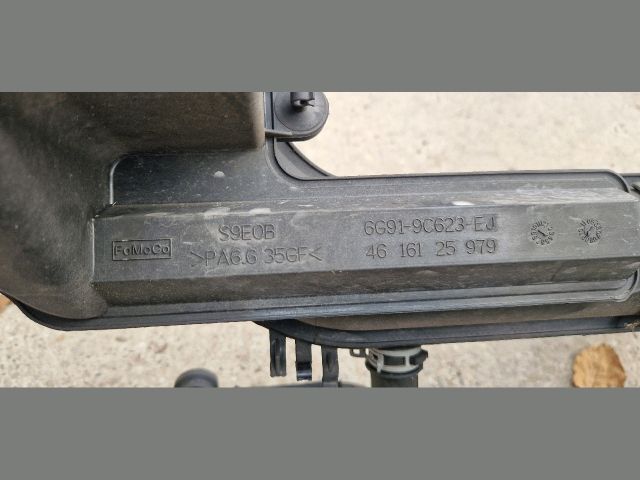 FoMoCo
S9E0B
>PA6.6 35GF<
6G91-9C623-EJ
46 161 25 979